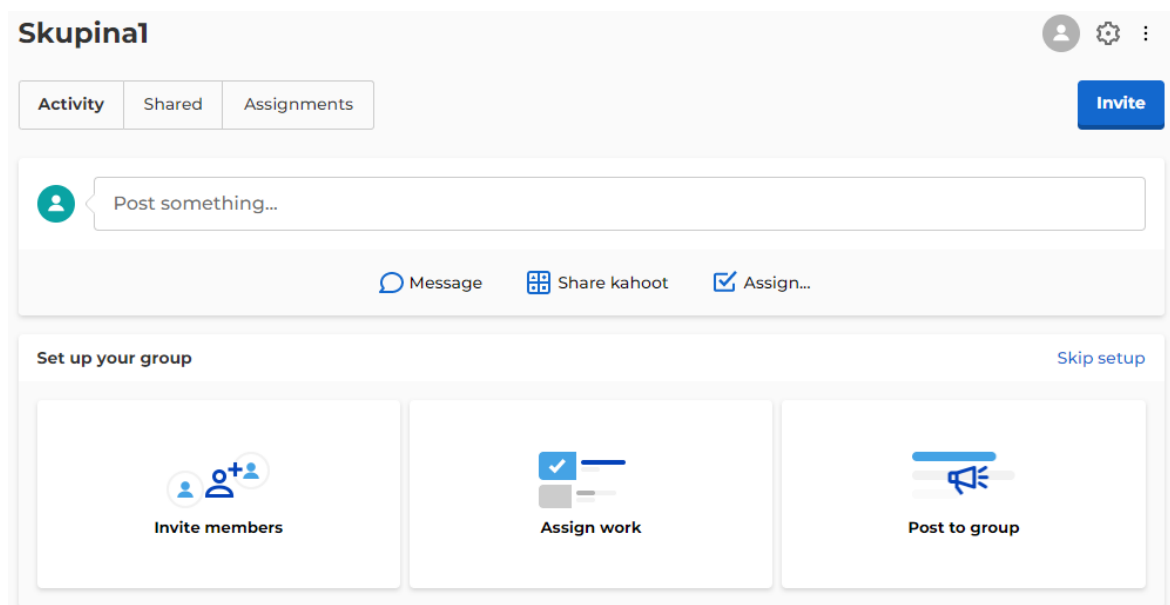 Skupina1
Activity Shared Assignments Invite
Post something...
Message Share kahoot Assign...
Set up your group Skip setup
Invite members Assign work Post to group